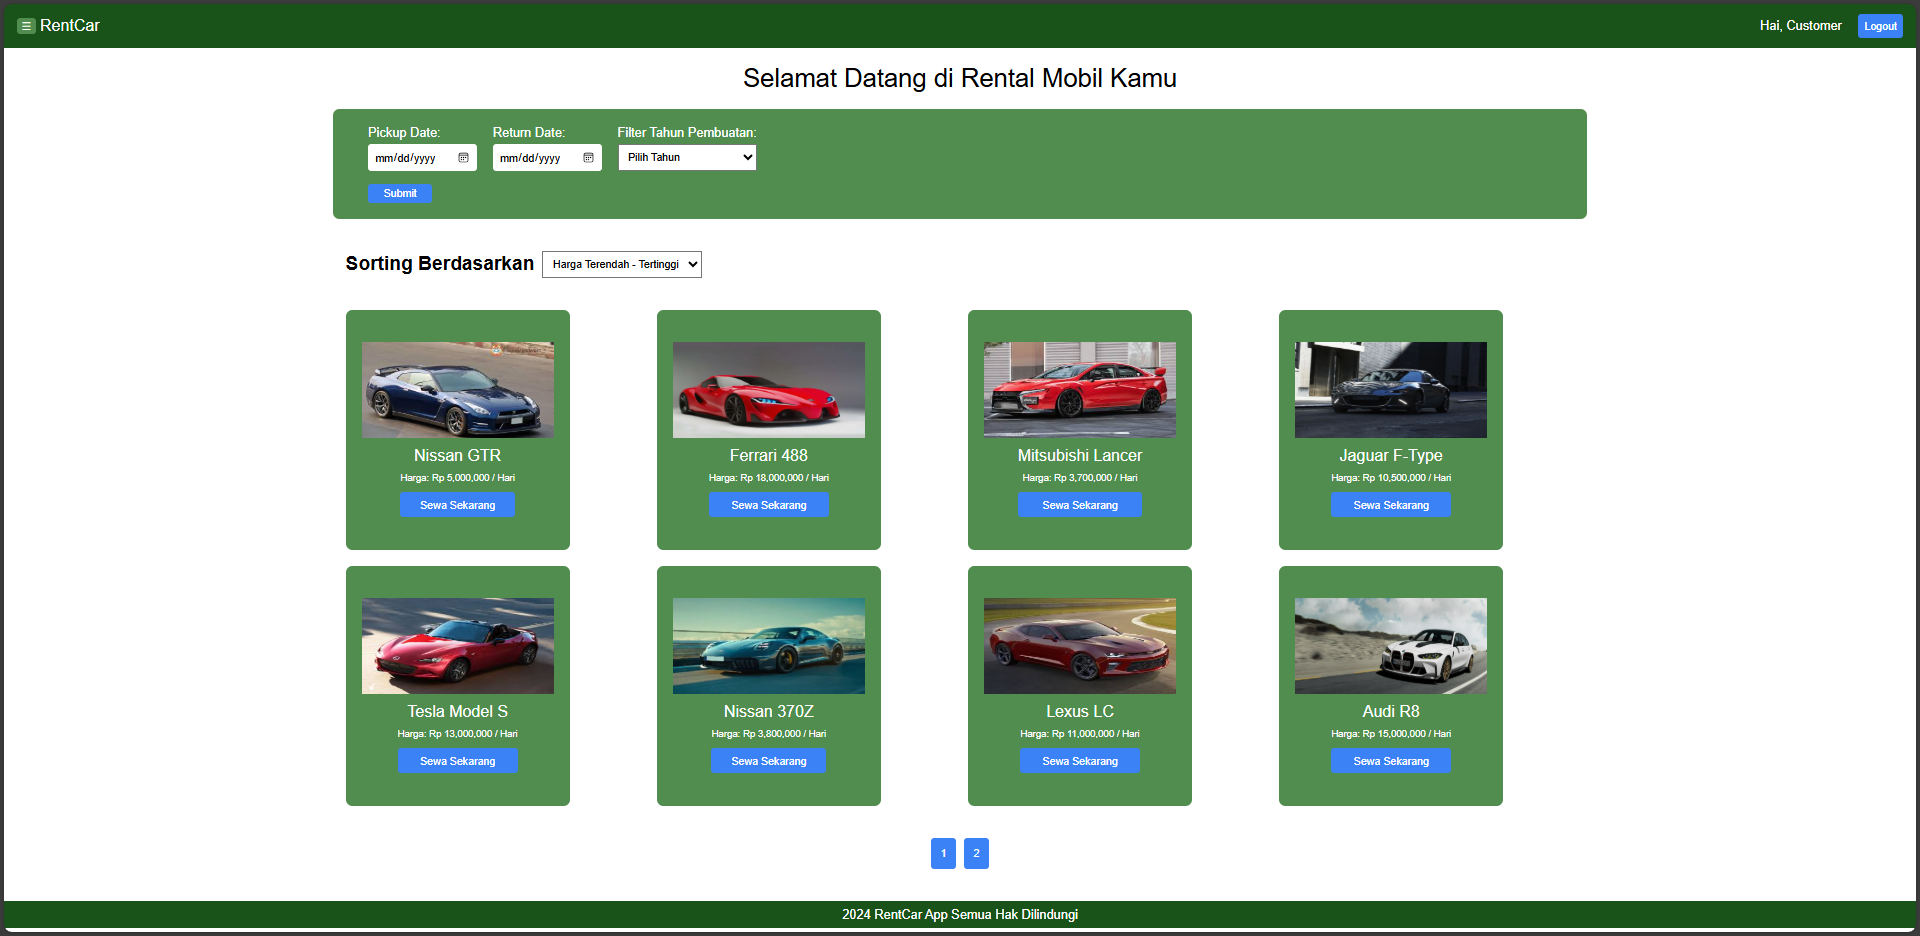 ☰ RentCar
Hai, Customer
Logout
Selamat Datang di Rental Mobil Kamu
Pickup Date: Return Date: Filter Tahun Pembuatan:
mm/dd/yyyy mm/dd/yyyy Pilih Tahun
Submit
Sorting Berdasarkan Harga Terendah - Tertinggi
Nissan GTR
Harga: Rp 5,000,000 / Hari
Sewa Sekarang
Ferrari 488
Harga: Rp 18,000,000 / Hari
Sewa Sekarang
Mitsubishi Lancer
Harga: Rp 3,700,000 / Hari
Sewa Sekarang
Jaguar F-Type
Harga: Rp 10,500,000 / Hari
Sewa Sekarang
Tesla Model S
Harga: Rp 13,000,000 / Hari
Sewa Sekarang
Nissan 370Z
Harga: Rp 3,800,000 / Hari
Sewa Sekarang
Lexus LC
Harga: Rp 11,000,000 / Hari
Sewa Sekarang
Audi R8
Harga: Rp 15,000,000 / Hari
Sewa Sekarang
1 2
2024 RentCar App Semua Hak Dilindungi